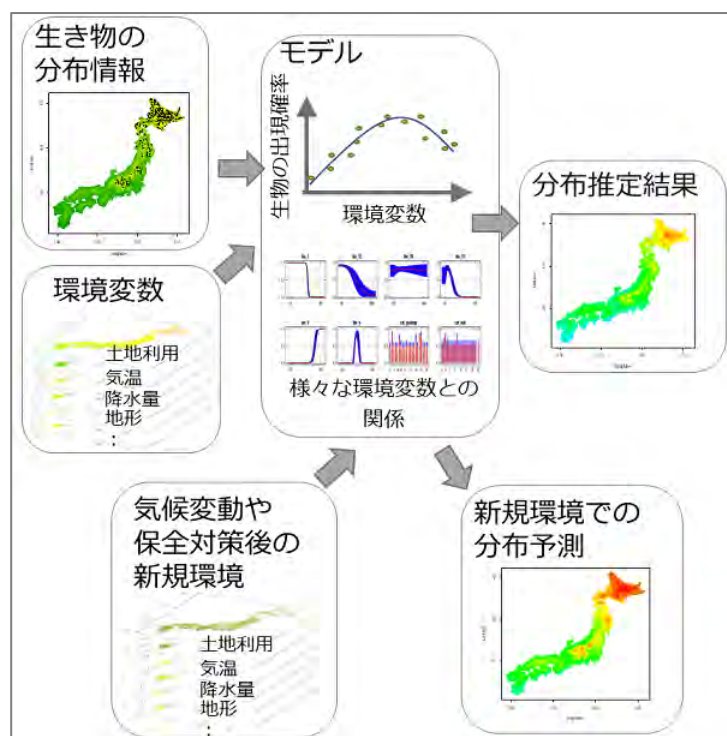 生き物の
分布情報
モデル
生物の出現確率
環境変数
様々な環境変数との
関係
環境変数
土地利用
気温
降水量
地形
:
分布推定結果
気候変動や
保全対策後の
新規環境
土地利用
気温
降水量
地形
:
新規環境での
分布予測